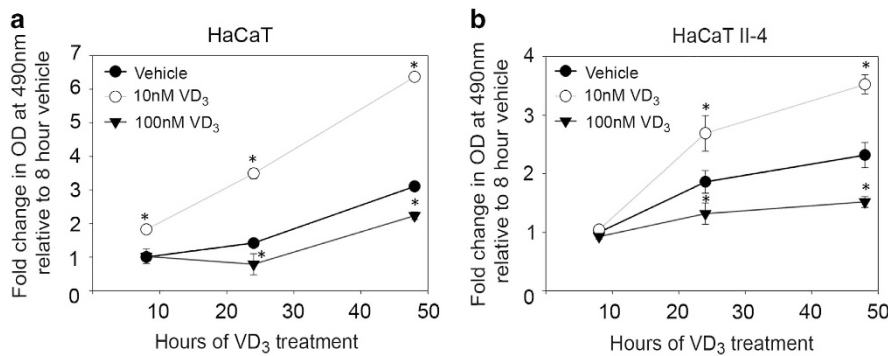 a
HaCaT
Fold change in OD at 490nm
relative to 8 hour vehicle
7
6
5
4
3
2
1
0
Vehicle
10nM VD₃
100nM VD₃
*
*
*
*
*
10 20 30 40 50
Hours of VD₃ treatment
b
HaCaT II-4
Fold change in OD at 490nm
relative to 8 hour vehicle
4
3
2
1
0
Vehicle
10nM VD₃
100nM VD₃
*
*
*
*
10 20 30 40 50
Hours of VD₃ treatment